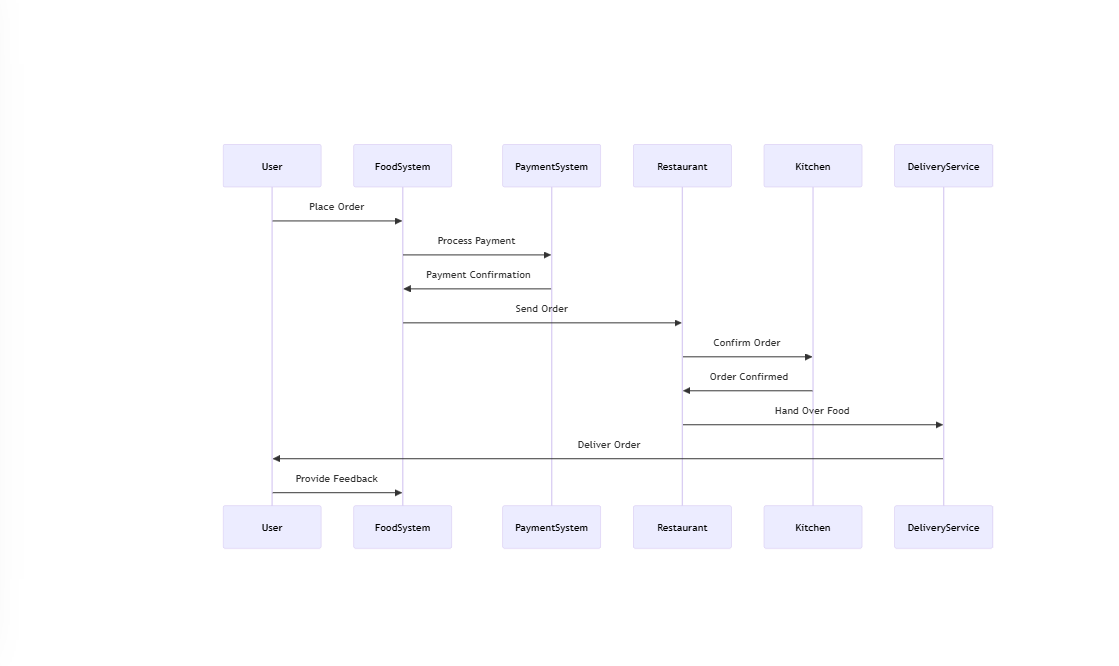 User
FoodSystem
PaymentSystem
Restaurant
Kitchen
DeliveryService
Place Order
Process Payment
Payment Confirmation
Send Order
Confirm Order
Order Confirmed
Hand Over Food
Deliver Order
Provide Feedback
User
FoodSystem
PaymentSystem
Restaurant
Kitchen
DeliveryService